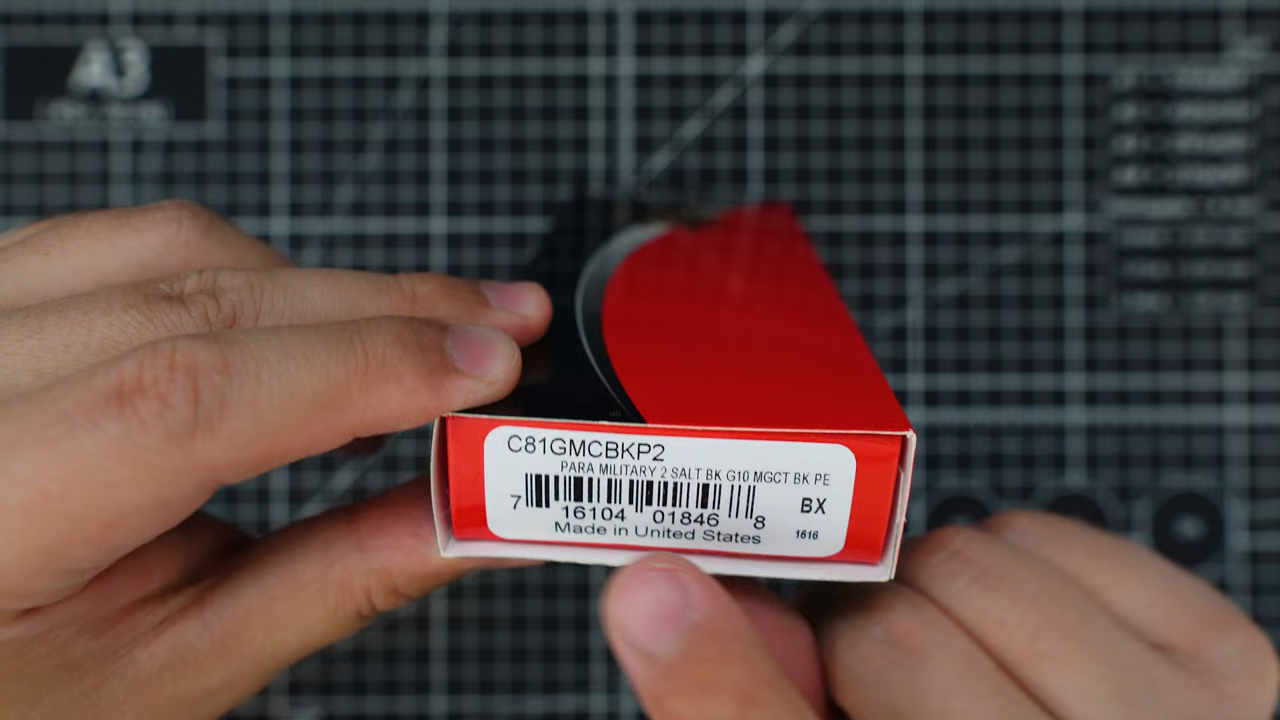 A3
C81GMCBKP2
PARA MILITARY 2 SALT BK G10 MGCT BK PE
7 16104 01846 8
BX
Made in United States
1616